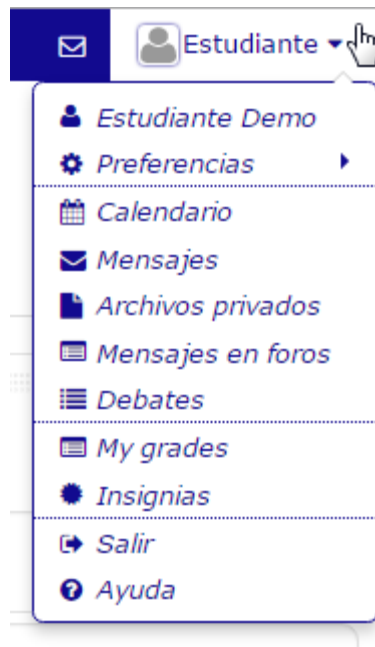 Estudiante
Estudiante Demo
Preferencias
Calendario
Mensajes
Archivos privados
Mensajes en foros
Debates
My grades
Insignias
Salir
Ayuda